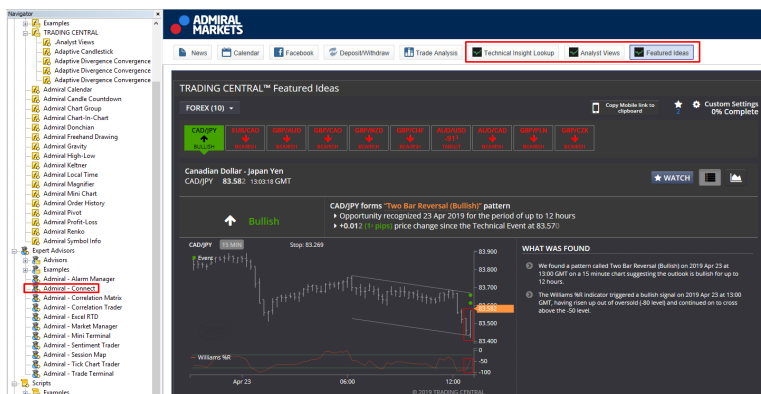 Navigator
Examples
TRADING CENTRAL
.Analyst Views
Adaptive Candlestick
Adaptive Divergence Convergence
Adaptive Divergence Convergence
Adaptive Divergence Convergence
Admiral Calendar
Admiral Candle Countdown
Admiral Chart Group
Admiral Chart-In-Chart
Admiral Donchian
Admiral Freehand Drawing
Admiral Gravity
Admiral High-Low
Admiral Keltner
Admiral Local Time
Admiral Magnifier
Admiral Mini Chart
Admiral Order History
Admiral Pivot
Admiral Profit-Loss
Admiral Renko
Admiral Symbol Info
Expert Advisors
Advisors
Examples
Admiral - Alarm Manager
Admiral - Connect
Admiral - Correlation Matrix
Admiral - Correlation Trader
Admiral - Excel RTD
Admiral - Market Manager
Admiral - Mini Terminal
Admiral - Sentiment Trader
Admiral - Session Map
Admiral - Tick Chart Trader
Admiral - Trade Terminal
Scripts
Examples
ADMIRAL
MARKETS
News
Calendar
Facebook
Deposit/Withdraw
Trade Analysis
Technical Insight Lookup
Analyst Views
Featured Ideas
TRADING CENTRAL™ Featured Ideas
FOREX (10)
Copy Mobile link to
clipboard
2
Custom Settings
0% Complete
CAD/JPY
BULLISH
EUR/CAD
GBP/AUD
GBP/CAD
GBP/NZD
GBP/CHF
AUD/USD
AUD/CAD
GBP/PLN
GBP/CZK
Canadian Dollar - Japan Yen
CAD/JPY 83.582 13:03:18 GMT
WATCH
Bullish
CAD/JPY forms "Two Bar Reversal (Bullish)" pattern
Opportunity recognized 23 Apr 2019 for the period of up to 12 hours
+0.012 (1+ pips) price change since the Technical Event at 83.570
CAD/JPY 15 MIN Stop: 83.269
Event
83.900
83.800
83.700
83.600
83.582
83.500
83.400
0
-50
-100
Williams %R
Apr 23
06:00
12:00
© 2019 TRADING CENTRAL
WHAT WAS FOUND
We found a pattern called Two Bar Reversal (Bullish) on 2019 Apr 23 at
13:00 GMT on a 15 minute chart suggesting the outlook is bullish for up to
12 hours.
The Williams %R indicator triggered a bullish signal on 2019 Apr 23 at 13:00
GMT, having risen up out of oversold (-80 level) and continued on to cross
above the -50 level.